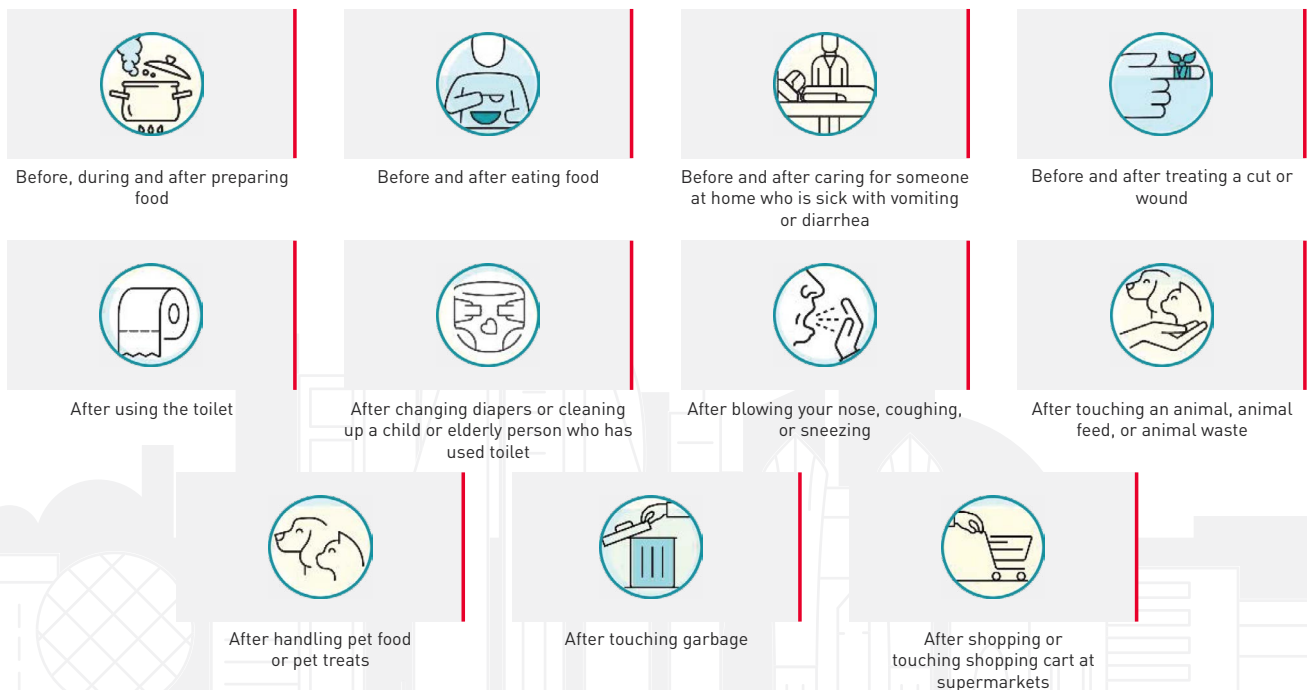 Before, during and after preparing
food
Before and after eating food
Before and after caring for someone
at home who is sick with vomiting
or diarrhea
Before and after treating a cut or
wound
After using the toilet
After changing diapers or cleaning
up a child or elderly person who has
used toilet
After blowing your nose, coughing,
or sneezing
After touching an animal, animal
feed, or animal waste
After handling pet food
or pet treats
After touching garbage
After shopping or
touching shopping cart at
supermarkets